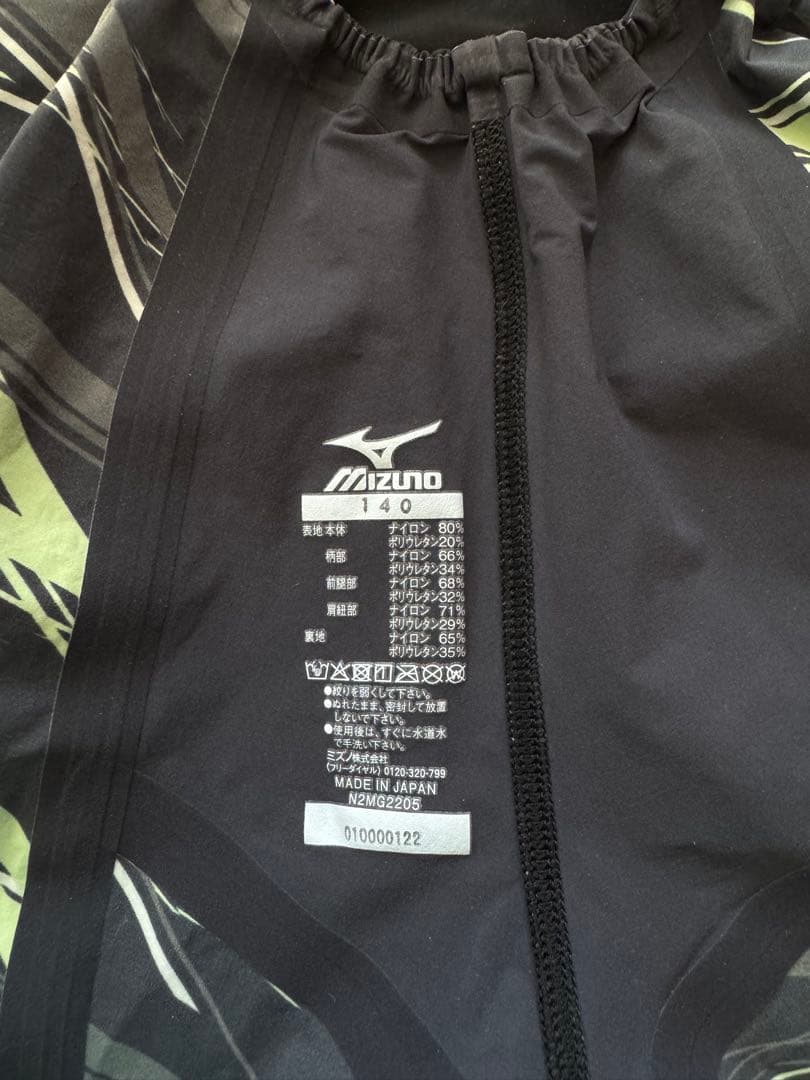 MIZUNO
140
表地 本体 ナイロン 80%
ポリウレタン20%
柄部 ナイロン 66%
ポリウレタン34%
前腿部 ナイロン 68%
ポリウレタン32%
肩紐部 ナイロン 71%
ポリウレタン29%
裏地 ナイロン 65%
ポリウレタン35%
●絞りを弱くして下さい。
●ぬれたまま、密封して放置
しないで下さい。
●使用後は、すぐに水道水
で手洗い下さい。
ミズノ株式会社
(フリーダイヤル) 0120-320-799
MADE IN JAPAN
N2MG2205
010000122